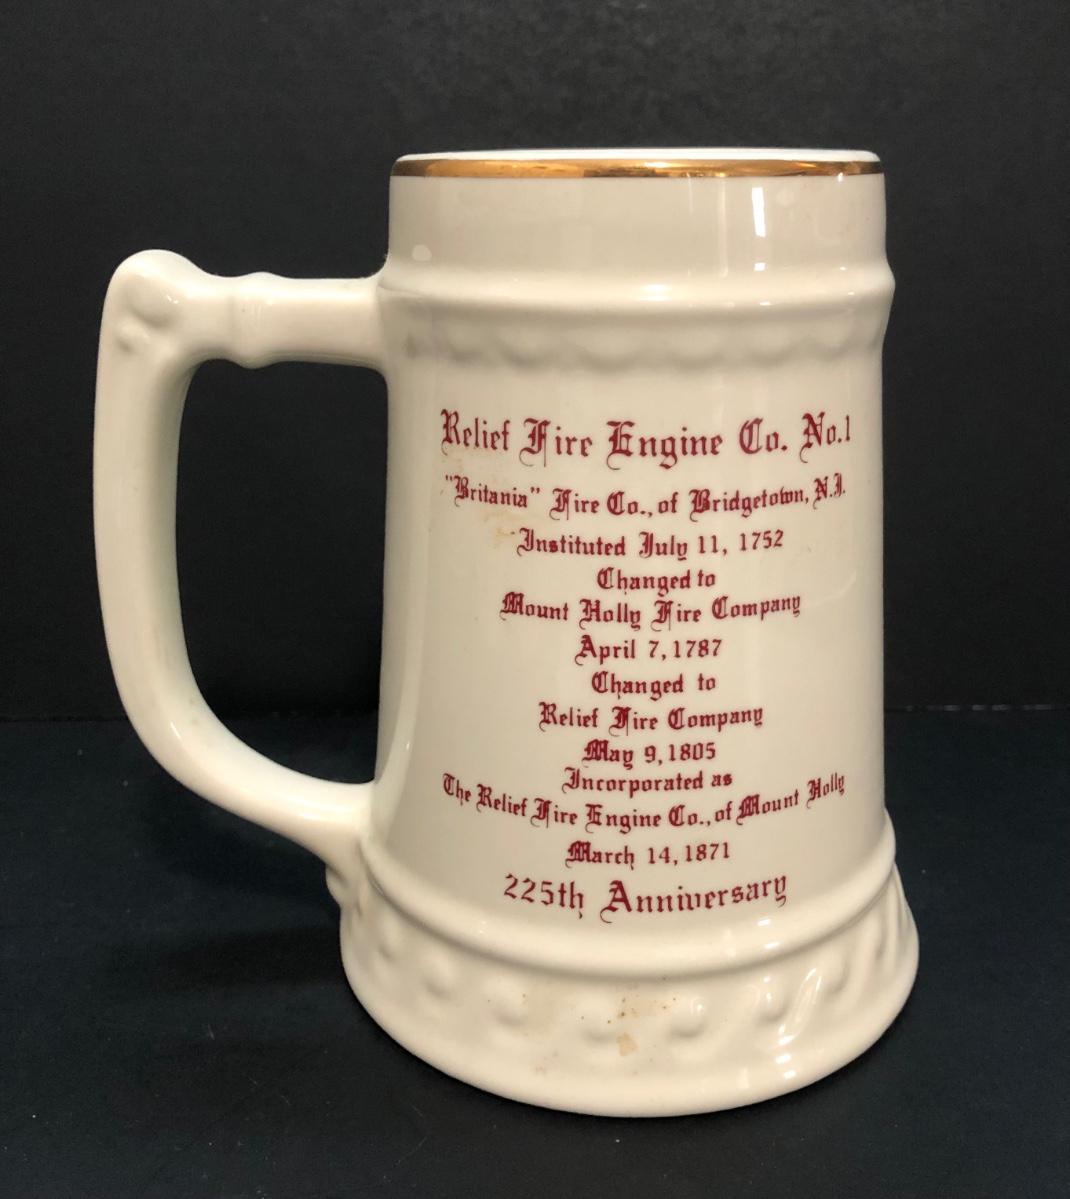 Relief Fire Engine Co. No.1
"Britania" Fire Co., of Bridgetown, N.J.
Instituted July 11, 1752
Changed to
Mount Holly Fire Company
April 7, 1787
Changed to
Relief Fire Company
May 9, 1805
Incorporated as
The Relief Fire Engine Co., of Mount Holly
March 14, 1871
225th Anniversary